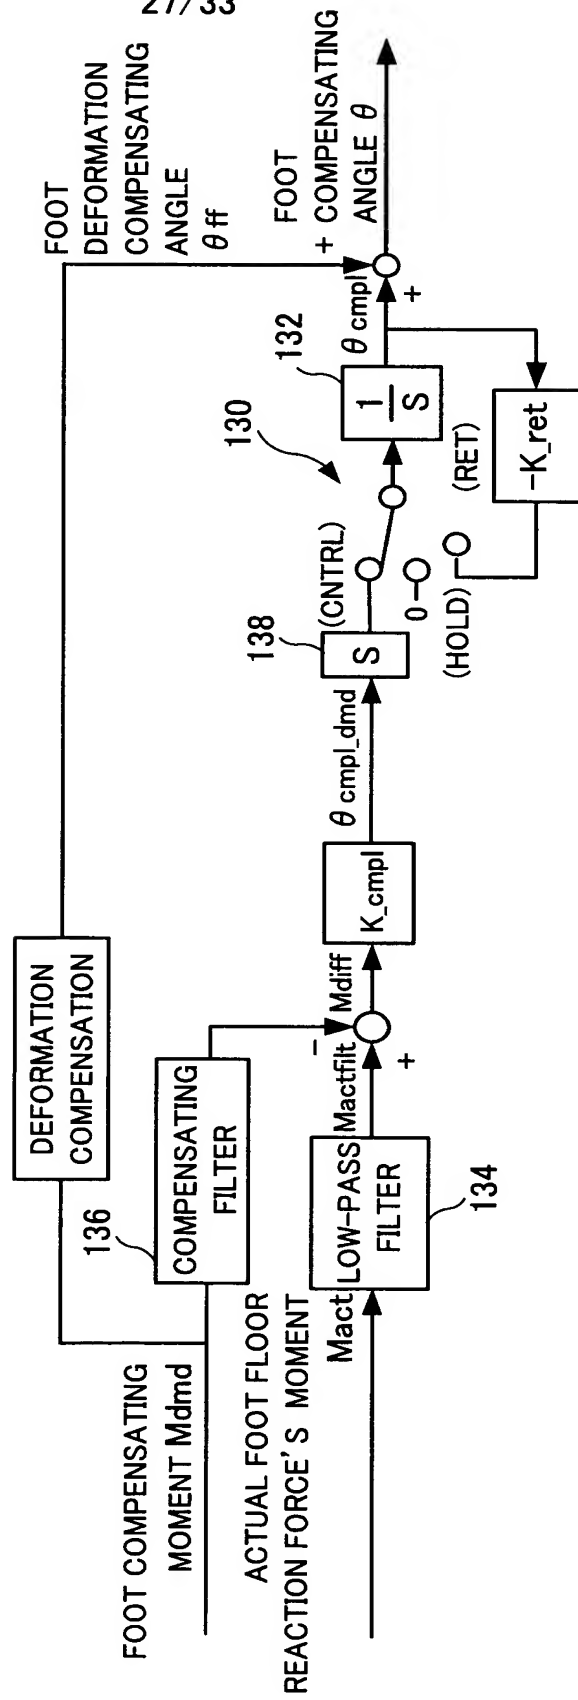 27/33
FOOT
DEFORMATION
COMPENSATING
ANGLE
θff
FOOT
+ COMPENSATING
ANGLE θ
DEFORMATION
COMPENSATION
136
COMPENSATING
FILTER
FOOT COMPENSATING
MOMENT Mdmd
ACTUAL FOOT FLOOR
REACTION FORCE'S MOMENT
Mact
LOW-PASS
FILTER
134
Mactfilt
-
+
Mdiff
K_cmpl
θ cmpl_dmd
138
S
(CNTRL)
0
(HOLD)
(RET)
130
132
1
S
θ cmpl
+
-K_ret